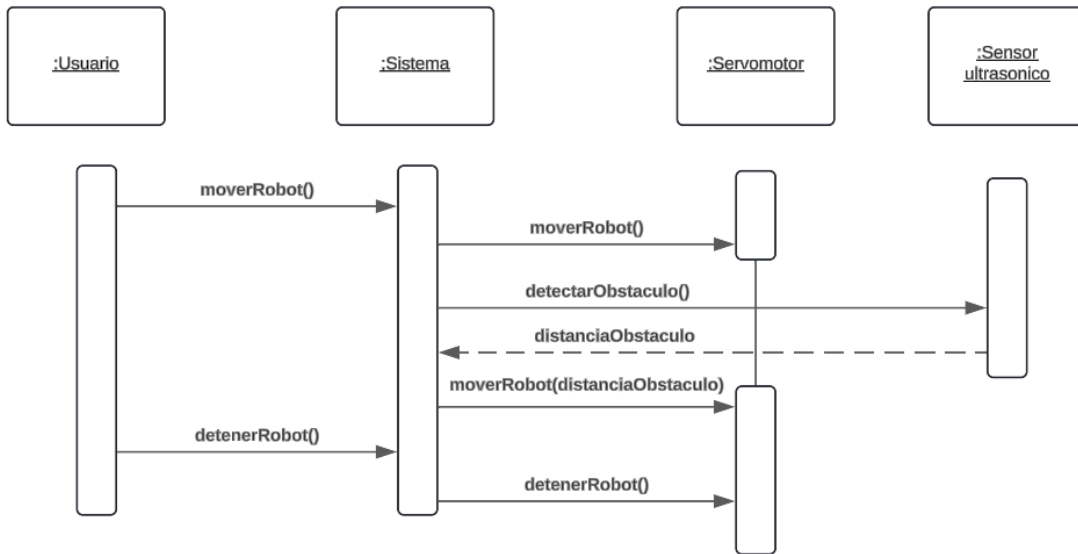 :Usuario
:Sistema
:Servomotor
:Sensor
ultrasonico
moverRobot()
moverRobot()
detectarObstaculo()
distanciaObstaculo
moverRobot(distanciaObstaculo)
detenerRobot()
detenerRobot()